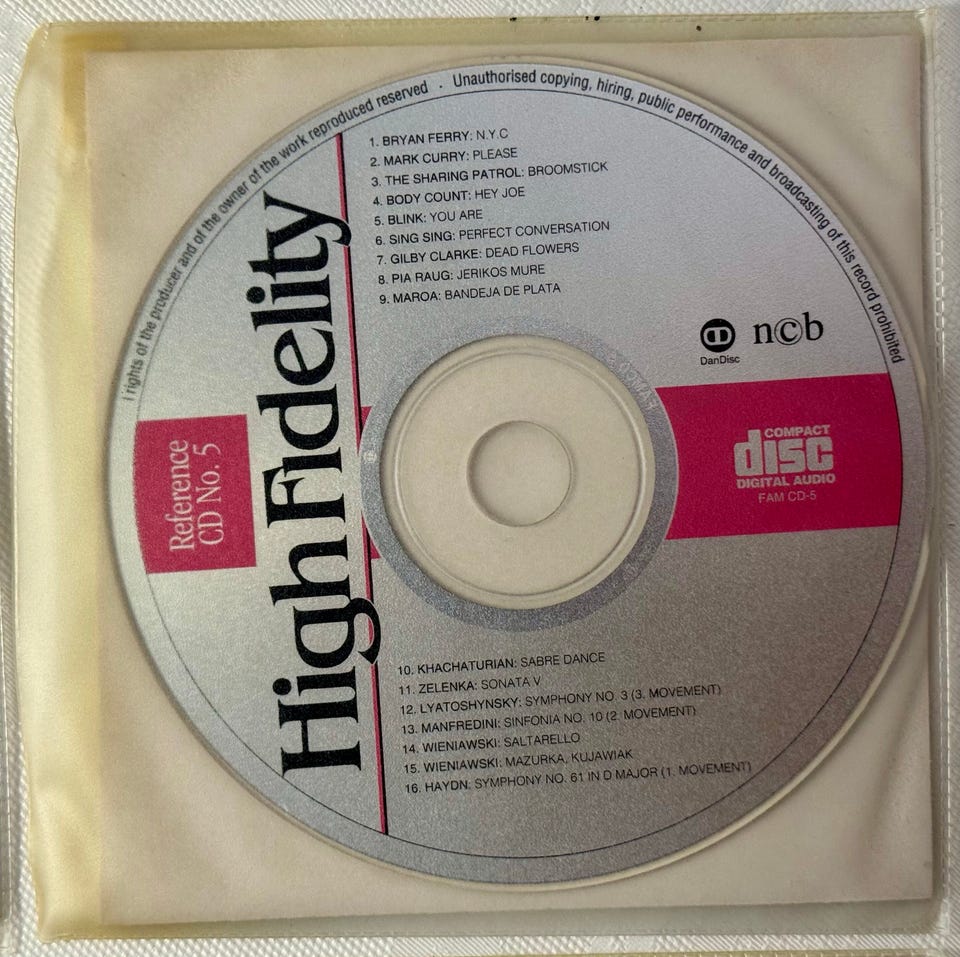 l rights of the producer and of the owner of the work reproduced reserved · Unauthorised copying, hiring, public performance and broadcasting of this record prohibited
1. BRYAN FERRY: N.Y.C
2. MARK CURRY: PLEASE
3. THE SHARING PATROL: BROOMSTICK
4. BODY COUNT: HEY JOE
5. BLINK: YOU ARE
6. SING SING: PERFECT CONVERSATION
7. GILBY CLARKE: DEAD FLOWERS
8. PIA RAUG: JERIKOS MURE
9. MAROA: BANDEJA DE PLATA
DanDisc
n©b
High Fidelity
Reference
CD No. 5
COMPACT
disc
DIGITAL AUDIO
FAM CD-5
10. KHACHATURIAN: SABRE DANCE
11. ZELENKA: SONATA V
12. LYATOSHYNSKY: SYMPHONY NO. 3 (3. MOVEMENT)
13. MANFREDINI: SINFONIA NO. 10 (2. MOVEMENT)
14. WIENIAWSKI: SALTARELLO
15. WIENIAWSKI: MAZURKA, KUJAWIAK
16. HAYDN: SYMPHONY NO. 61 IN D MAJOR (1. MOVEMENT)